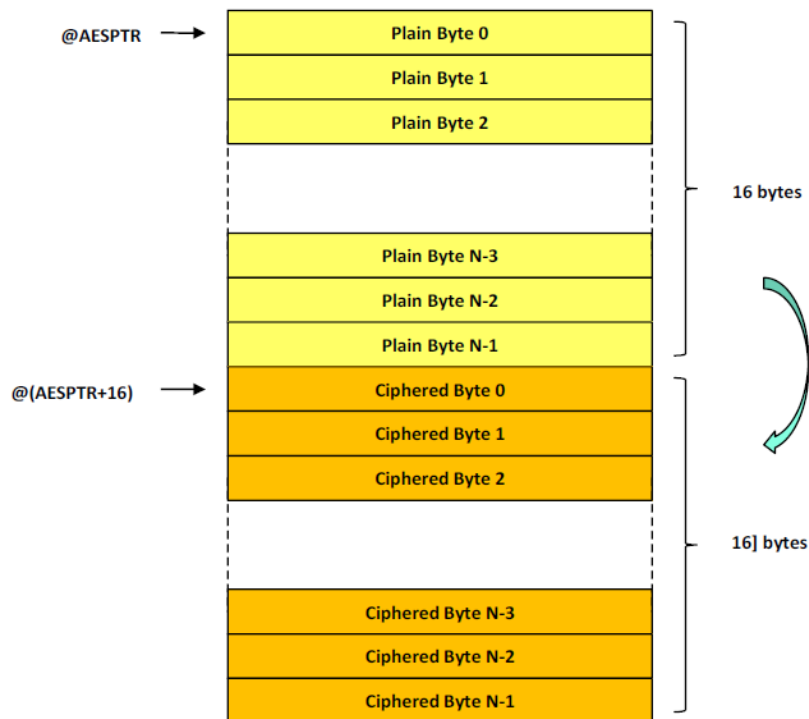 @AESPTR
Plain Byte 0
Plain Byte 1
Plain Byte 2
16 bytes
Plain Byte N-3
Plain Byte N-2
Plain Byte N-1
@(AESPTR+16)
Ciphered Byte 0
Ciphered Byte 1
Ciphered Byte 2
16] bytes
Ciphered Byte N-3
Ciphered Byte N-2
Ciphered Byte N-1